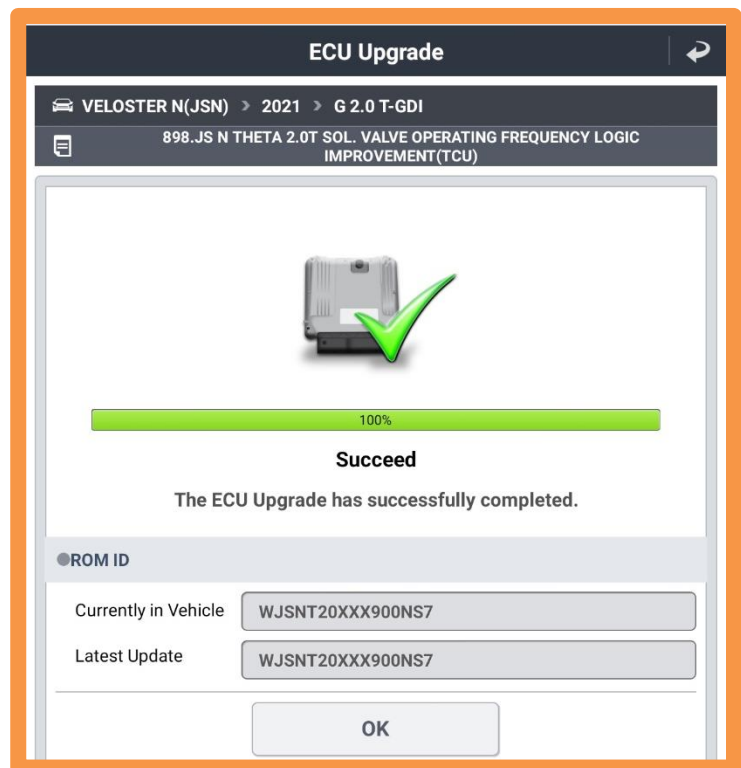 ECU Upgrade
VELOSTER N(JSN) > 2021 > G 2.0 T-GDI
898.JS N THETA 2.0T SOL. VALVE OPERATING FREQUENCY LOGIC
IMPROVEMENT(TCU)
100%
Succeed
The ECU Upgrade has successfully completed.
ROM ID
Currently in Vehicle WJSNT20XXX900NS7
Latest Update WJSNT20XXX900NS7
OK